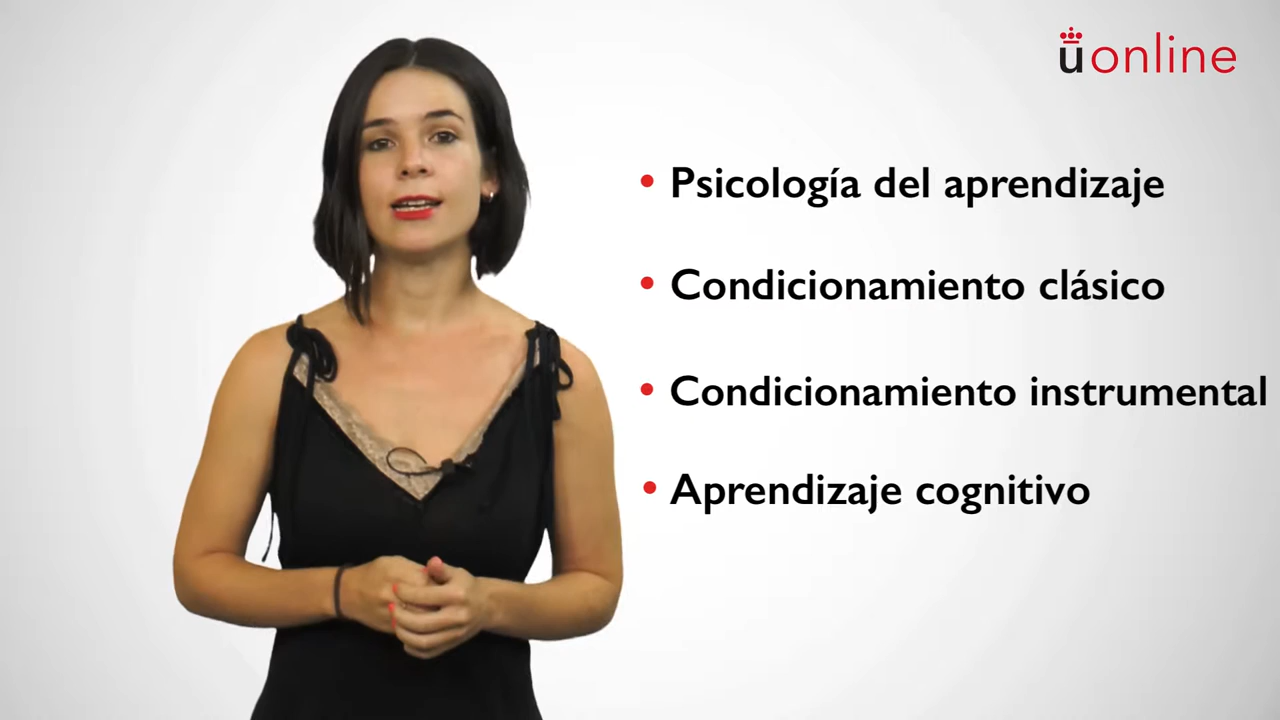 üonline
• Psicología del aprendizaje
• Condicionamiento clásico
• Condicionamiento instrumental
• Aprendizaje cognitivo